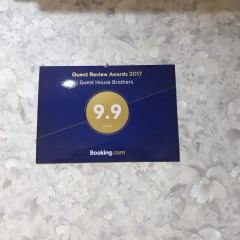 Guest Review Awards 2017
Guest House Brothers
9.9
Booking.com